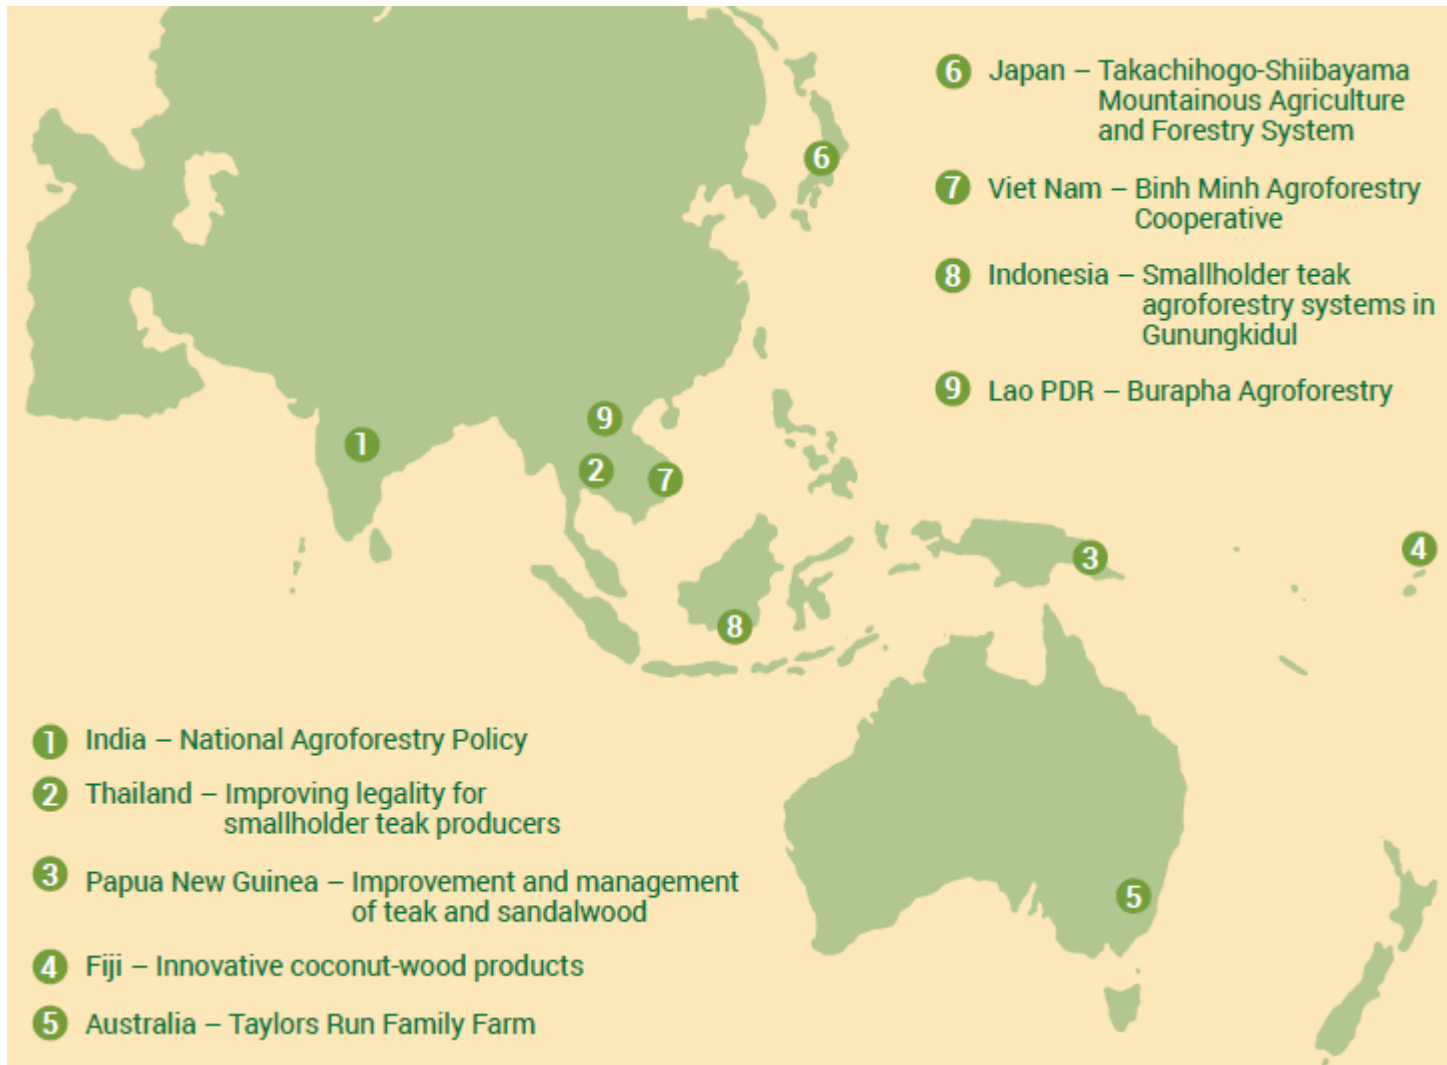 6 Japan – Takachihogo-Shiibayama
Mountainous Agriculture
and Forestry System
7 Viet Nam – Binh Minh Agroforestry
Cooperative
8 Indonesia – Smallholder teak
agroforestry systems in
Gunungkidul
9 Lao PDR – Burapha Agroforestry
6
9
1
2
7
4
3
8
5
1 India – National Agroforestry Policy
2 Thailand – Improving legality for
smallholder teak producers
3 Papua New Guinea – Improvement and management
of teak and sandalwood
4 Fiji – Innovative coconut-wood products
5 Australia – Taylors Run Family Farm